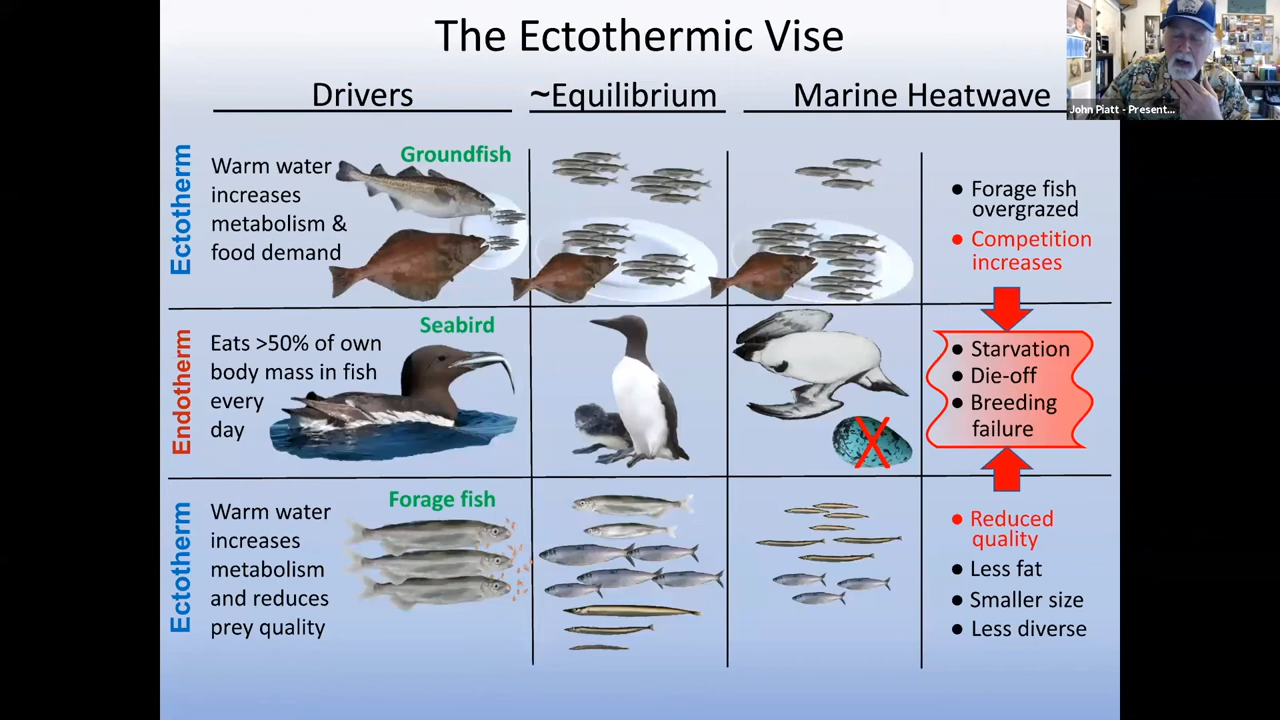 The Ectothermic Vise
Drivers
~Equilibrium
Marine Heatwave
John Piatt - Present...
Ectotherm
Warm water
increases
metabolism &
food demand
Groundfish
● Forage fish
overgrazed
● Competition
increases
Endotherm
Eats >50% of own
body mass in fish
every
day
Seabird
● Starvation
● Die-off
● Breeding
failure
Ectotherm
Warm water
increases
metabolism
and reduces
prey quality
Forage fish
● Reduced
quality
● Less fat
● Smaller size
● Less diverse